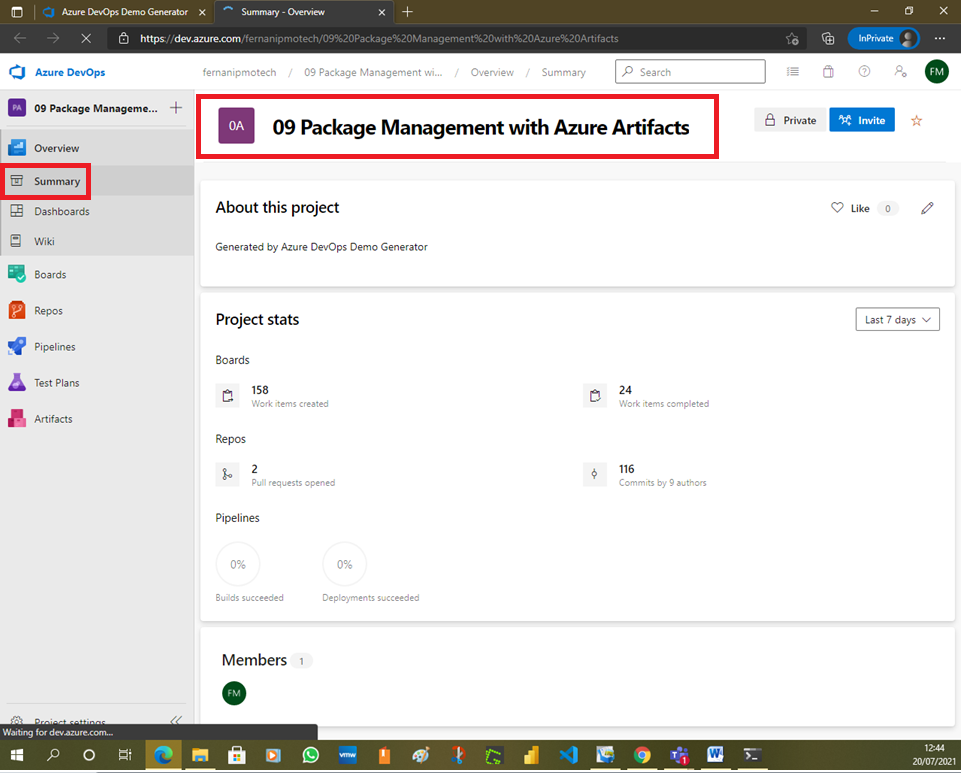 Azure DevOps Demo Generator
Summary - Overview
https://dev.azure.com/fernanipmotech/09%20Package%20Management%20with%20Azure%20Artifacts
InPrivate
Azure DevOps
fernanipmotech / 09 Package Management wi... / Overview / Summary
Search
FM
PA 09 Package Manageme...
0A 09 Package Management with Azure Artifacts
Private
Invite
Overview
Summary
Dashboards
Wiki
Boards
Repos
Pipelines
Test Plans
Artifacts
Project settings
About this project
Like 0
Generated by Azure DevOps Demo Generator
Project stats
Last 7 days
Boards
158
Work items created
24
Work items completed
Repos
2
Pull requests opened
116
Commits by 9 authors
Pipelines
0%
Builds succeeded
0%
Deployments succeeded
Members 1
FM
Waiting for dev.azure.com...
vmw
1
12:44
20/07/2021